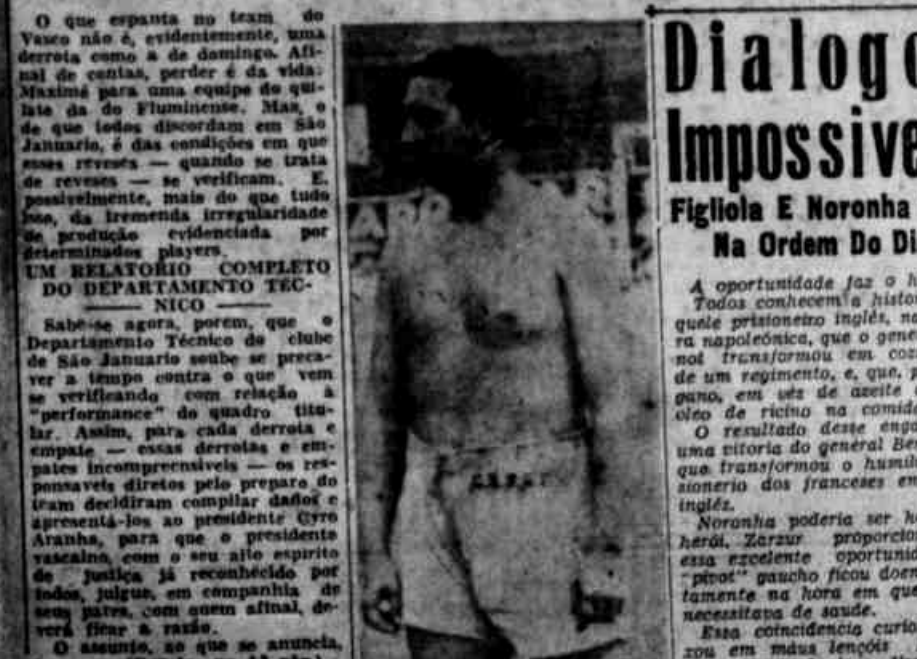 O que espanta no team do
Vasco não é, evidentemente, uma
derrota como a de domingo. Afi-
nal de contas, perder é da vida.
Maximé para uma equipe do qui-
late da do Fluminense. Mas, o
de que todos discordam em São
Januario, é das condições em que
esses reveses — quando se trata
de reveses — se verificam. E,
possivelmente, mais do que tudo
isso, da tremenda irregularidade
de produção evidenciada por
determinados players.
UM RELATORIO COMPLETO
DO DEPARTAMENTO TÉC-
NICO
Sabe-se agora, porem, que o
Departamento Técnico do clube
de São Januario soube se preca-
ver a tempo contra o que vem
se verificando com relação à
"performance" do quadro titu-
lar. Assim, para cada derrota e
empate — essas derrotas e em-
pates incompreensiveis — os res-
ponsaveis diretos pelo preparo do
team decidiram compilar dados e
apresentá-los ao presidente Cyro
Aranha, para que o presidente
vascaino, com o seu alto espirito
de justiça já reconhecido por
todos, julgue, em companhia de
seus pares, com quem afinal, de-
verá ficar a razão.
O assunto, ao que se anuncia,
Dialogo
Impossive
Figliola E Noronha
Na Ordem Do Di
A oportunidade faz o h
Todos conhecem a histo
quele prisioneiro inglês, na
ra napoleônica, que o gene
not transformou em cos
de um regimento, e, que, p
gano, em vês de azeite
oleo de ricino na comid
O resultado desse enga
uma vitoria do general Be
que transformou o humil
sionerio dos franceses em
inglés.
Noronha poderia ser h
herói. Zarzur proporcio
essa excelente oportuni
"pivot" gaucho ficou doen
tamente na hora em que
necessitava de saude.
Essa coincidencia curio
zou em máus lençóis